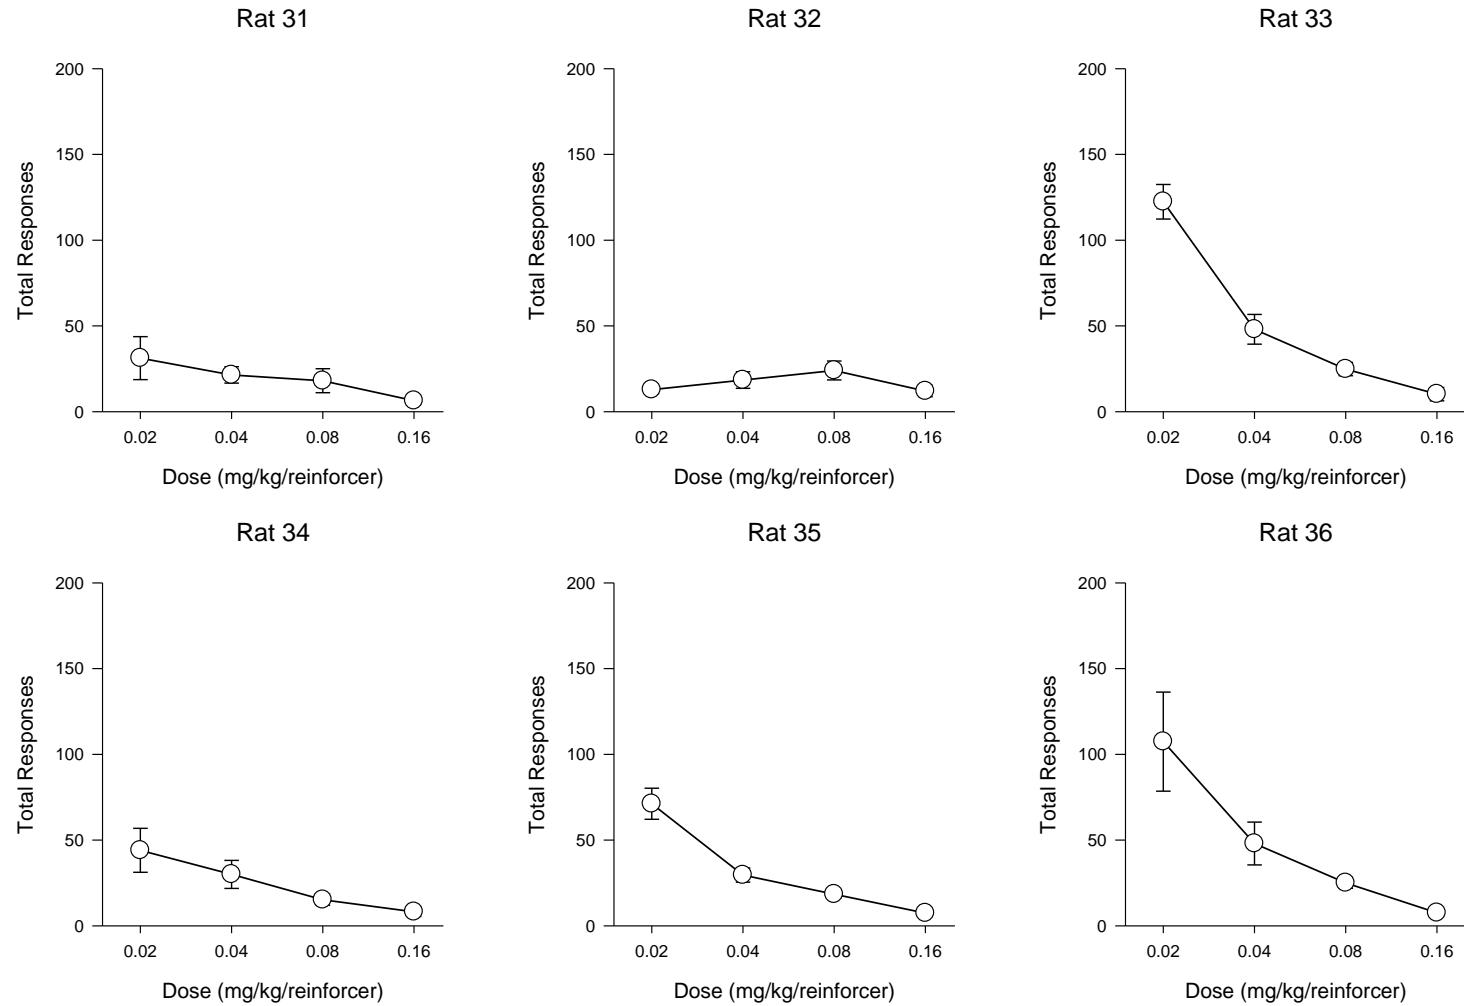 Rat 31
Rat 32
Rat 33
200
150
100
50
0
Total Responses
0.02 0.04 0.08 0.16
Dose (mg/kg/reinforcer)
200
150
100
50
0
Total Responses
0.02 0.04 0.08 0.16
Dose (mg/kg/reinforcer)
200
150
100
50
0
Total Responses
0.02 0.04 0.08 0.16
Dose (mg/kg/reinforcer)
Rat 34
Rat 35
Rat 36
200
150
100
50
0
Total Responses
0.02 0.04 0.08 0.16
Dose (mg/kg/reinforcer)
200
150
100
50
0
Total Responses
0.02 0.04 0.08 0.16
Dose (mg/kg/reinforcer)
200
150
100
50
0
Total Responses
0.02 0.04 0.08 0.16
Dose (mg/kg/reinforcer)